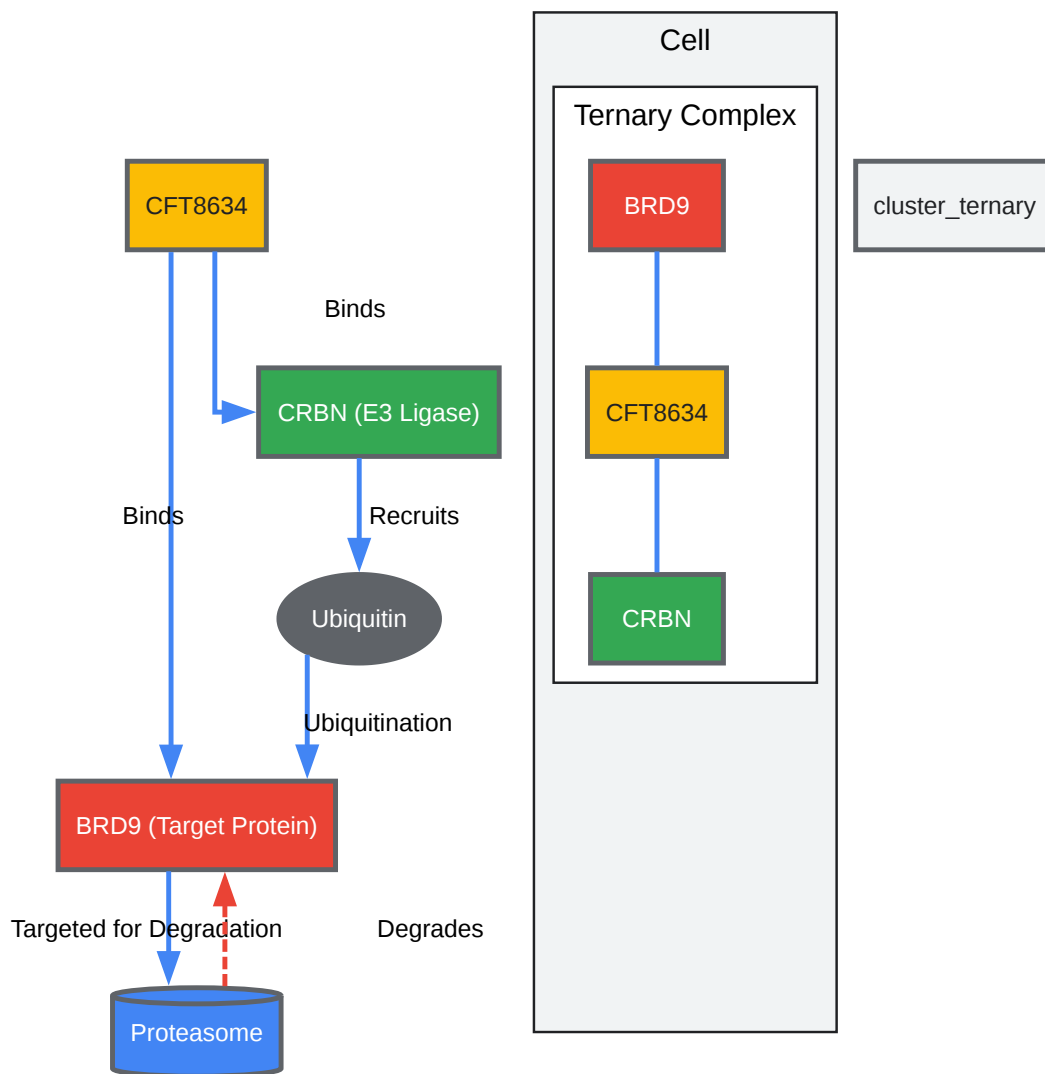 Cell
Ternary Complex
CFT8634
BRD9
cluster_ternary
Binds
CRBN (E3 Ligase)
CFT8634
Binds
Recruits
Ubiquitin
CRBN
Ubiquitination
BRD9 (Target Protein)
Targeted for Degradation
Degrades
Proteasome